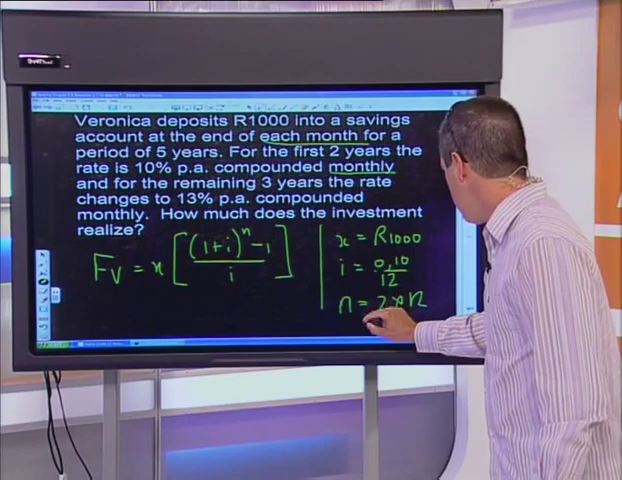 Veronica deposits R1000 into a savings
account at the end of each month for a
period of 5 years. For the first 2 years the
rate is 10% p.a. compounded monthly
and for the remaining 3 years the rate
changes to 13% p.a. compounded
monthly. How much does the investment
realize?
Fv = x [ (1+i)^n - 1 / i ]
x = R1000
i = 0,10 / 12
n = 2 x 12